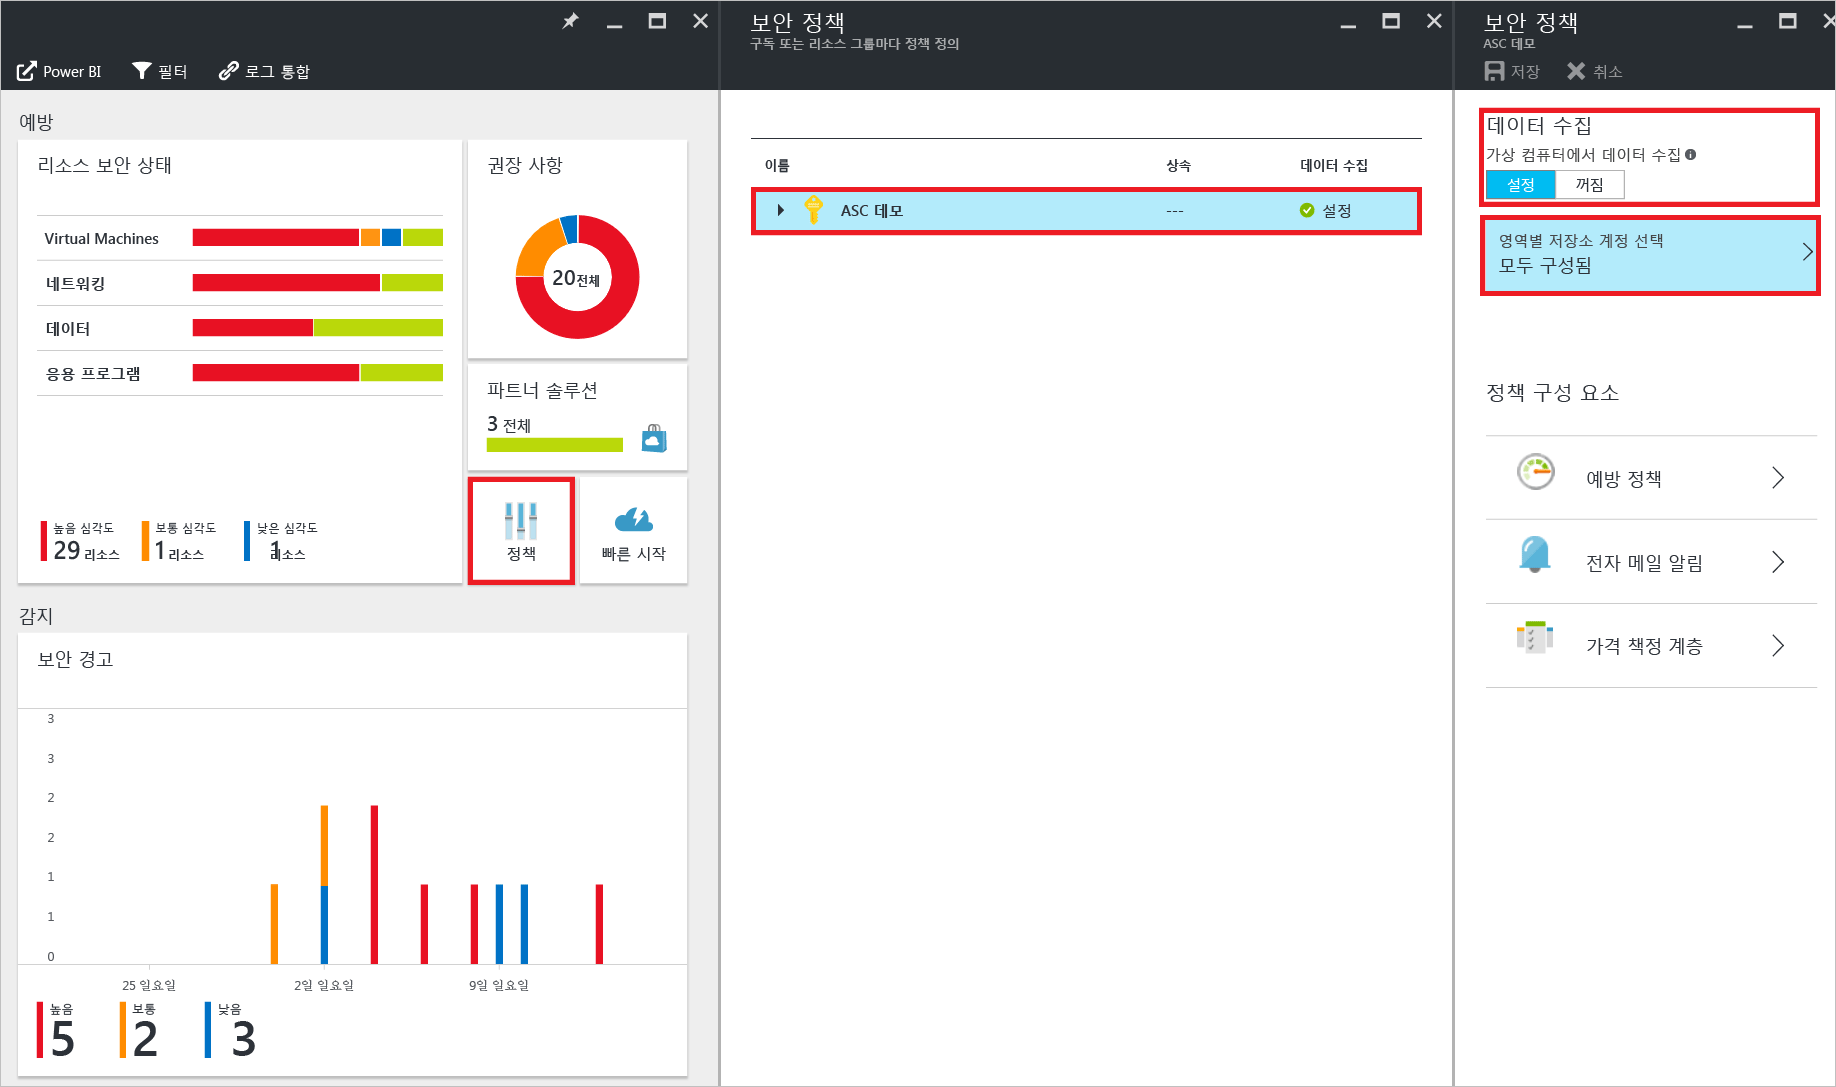 Power BI
필터
로그 통합
예방
리소스 보안 상태
Virtual Machines
네트워킹
데이터
응용 프로그램
높음 심각도
29 리소스
보통 심각도
1 리소스
낮은 심각도
1 리소스
권장 사항
20전체
파트너 솔루션
3 전체
정책
빠른 시작
감지
보안 경고
3
3
2
2
1
1
0
25 일요일
2일 일요일
9일 일요일
높음
5
보통
2
낮음
3
보안 정책
구독 또는 리소스 그룹마다 정책 정의
이름 상속 데이터 수집
ASC 데모 --- 설정
보안 정책
ASC 데모
저장
취소
데이터 수집
가상 컴퓨터에서 데이터 수집
설정 꺼짐
영역별 저장소 계정 선택
모두 구성됨
정책 구성 요소
예방 정책
전자 메일 알림
가격 책정 계층